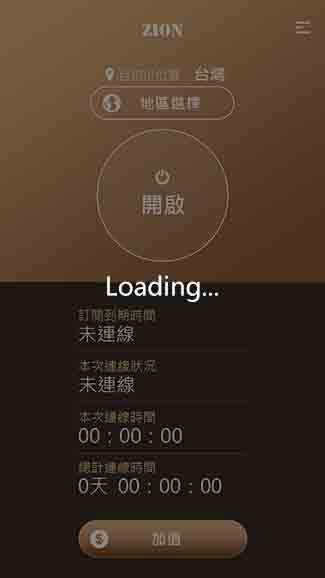 ZION
目前的位置 台灣
地區選擇
開啟
Loading...
訂閱到期時間
未連線
本次連線狀況
未連線
本次連線時間
00 : 00 : 00
總計連線時間
0天 00 : 00 : 00
$ 加值